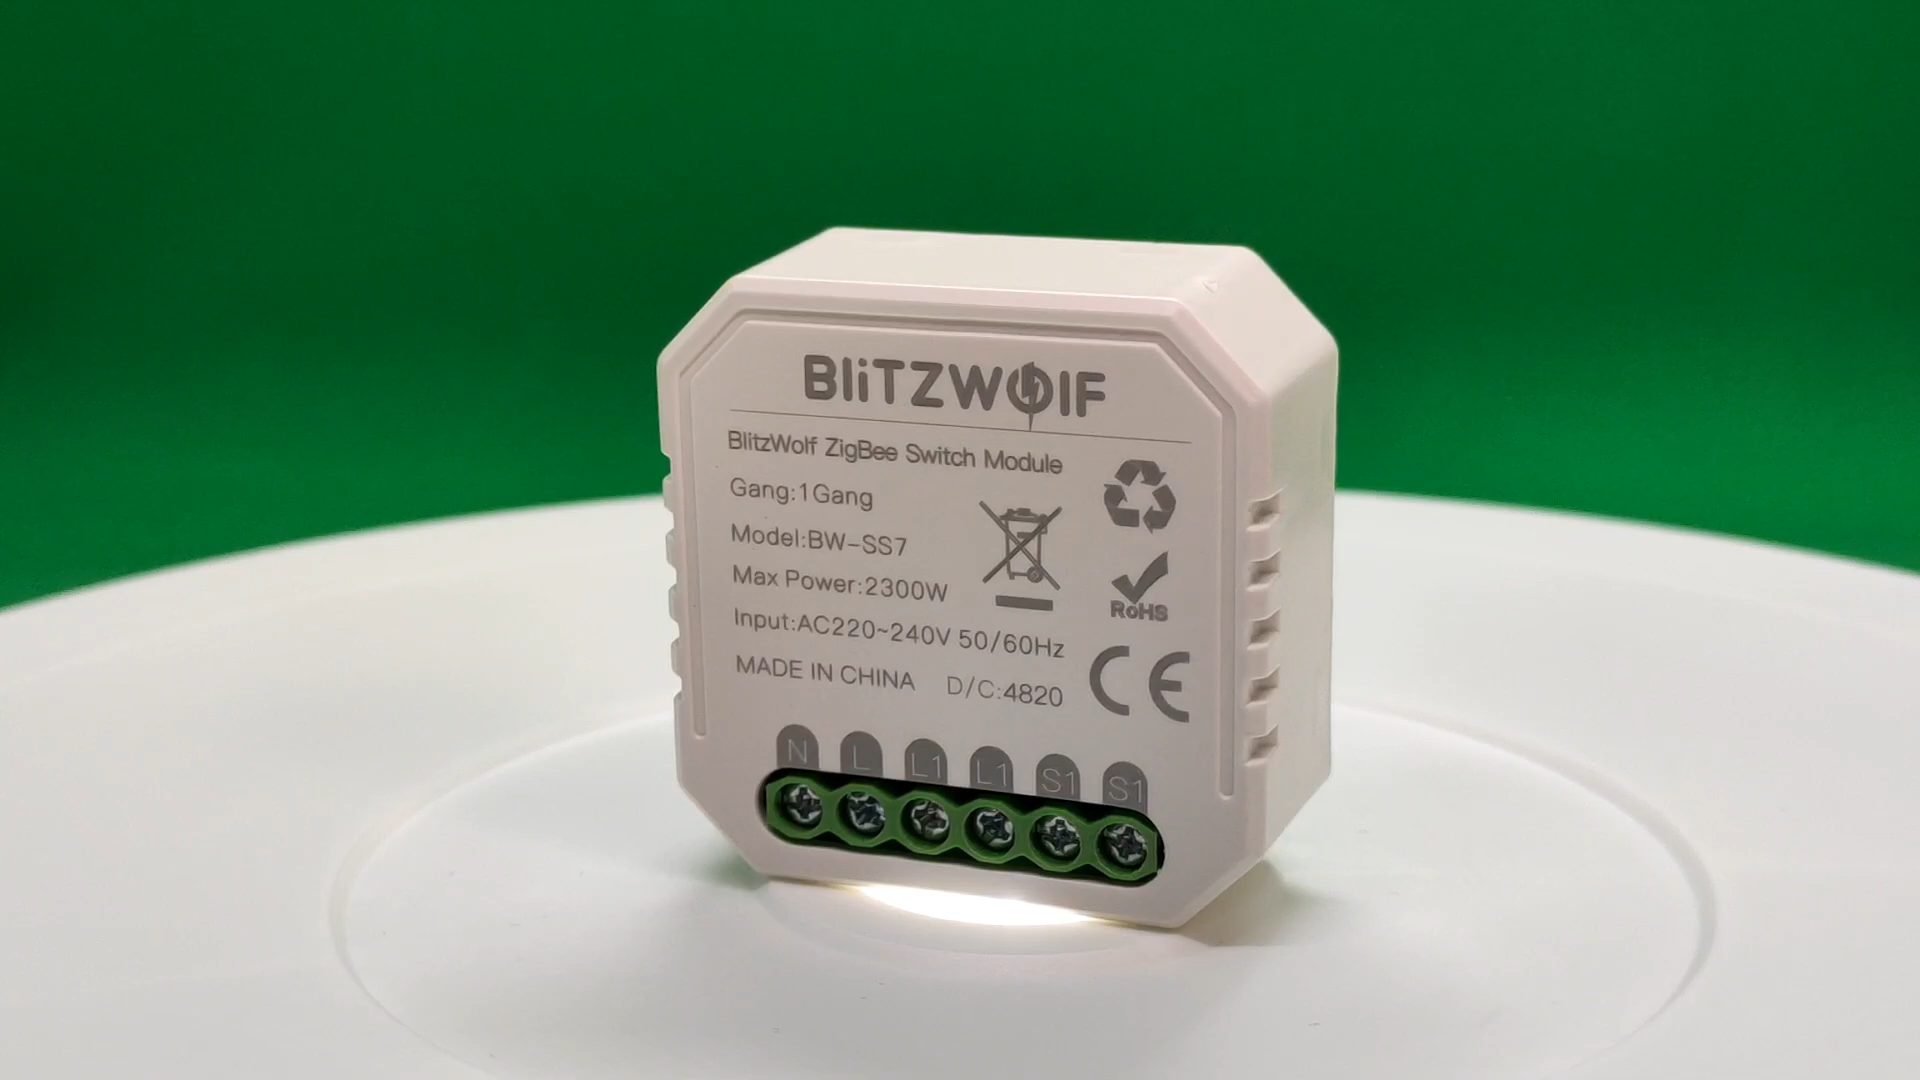 BLiTZWOLF
BlitzWolf ZigBee Switch Module
Gang:1Gang
Model:BW-SS7
Max Power:2300W
RoHS
Input:AC220~240V 50/60Hz
MADE IN CHINA D/C:4820
CE
N L L1 L1 S1 S1